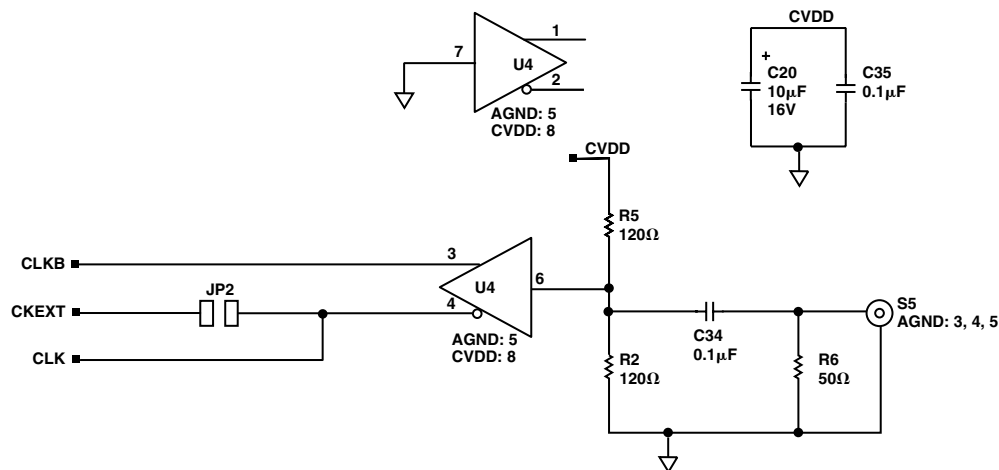 1
7
U4
2
AGND: 5
CVDD: 8
CVDD
+
C20
10µF
16V
C35
0.1µF
CVDD
R5
120Ω
CLKB
3
U4
6
CKEXT
JP2
4
AGND: 5
CVDD: 8
CLK
C34
0.1µF
S5
AGND: 3, 4, 5
R2
120Ω
R6
50Ω